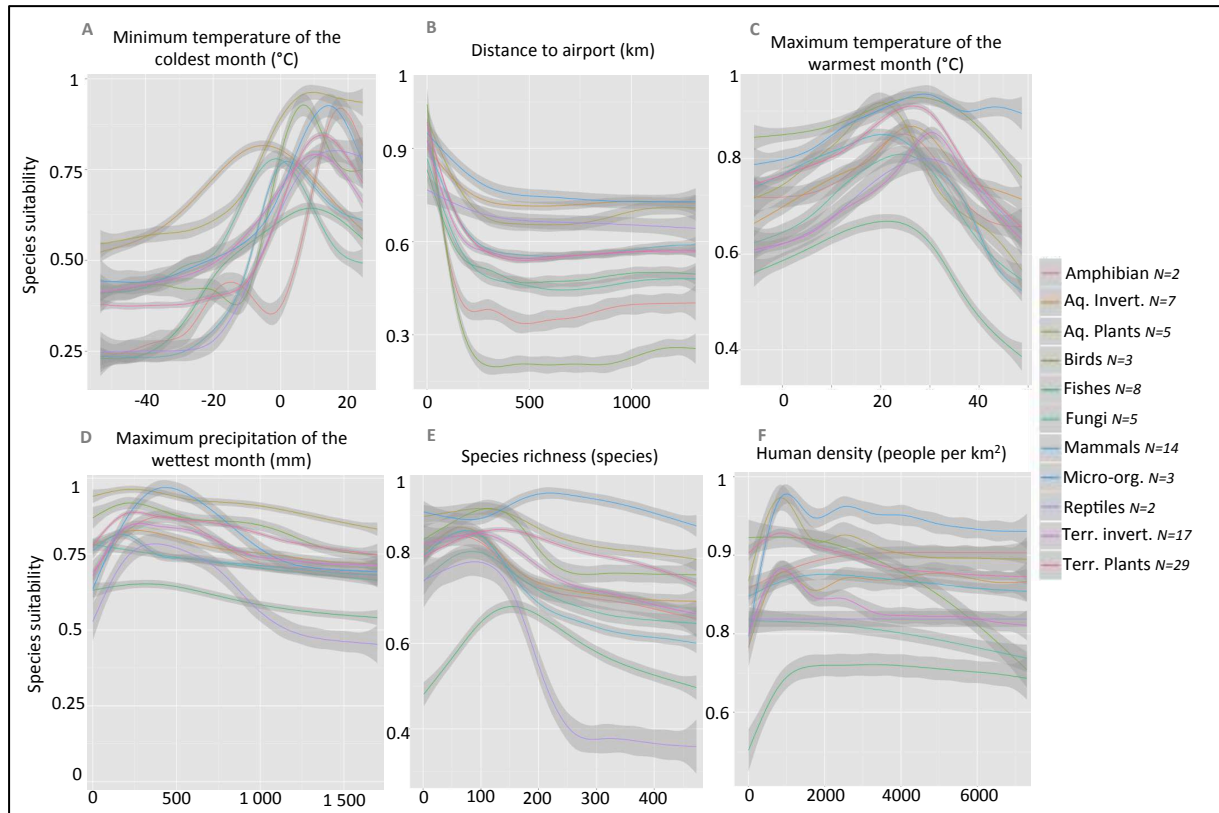 A
Minimum temperature of the
coldest month (°C)
B
Distance to airport (km)
C
Maximum temperature of the
warmest month (°C)
Species suitability
1
0.75
0.50
0.25
-40
-20
0
20
1
0.9
0.6
0.3
0
500
1000
1
0.8
0.6
0.4
0
20
40
D
Maximum precipitation of the
wettest month (mm)
E
Species richness (species)
F
Human density (people per km²)
Species suitability
1
0.75
0.5
0.25
0
0
500
1 000
1 500
1
0.8
0.6
0.4
0
100
200
300
400
1
0.9
0.8
0.6
0
2000
4000
6000
Amphibian N=2
Aq. Invert. N=7
Aq. Plants N=5
Birds N=3
Fishes N=8
Fungi N=5
Mammals N=14
Micro-org. N=3
Reptiles N=2
Terr. invert. N=17
Terr. Plants N=29